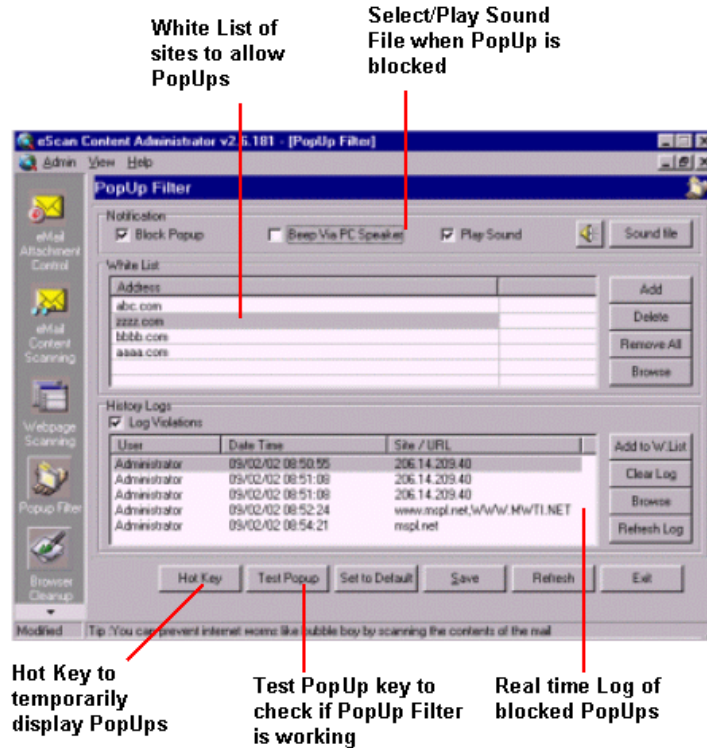 White List of
sites to allow
PopUps
Select/Play Sound
File when PopUp is
blocked
eScan Content Administrator v2.6.181 - [PopUp Filter]
Admin View Help
PopUp Filter
eMail
Attachment
Control
eMail
Content
Scanning
Webpage
Scanning
Popup Filter
Browser
Cleanup
Notification
Block Popup
Beep Via PC Speaker
Play Sound
Sound file
White List
Address
abc.com
zzzz.com
bbbb.com
aaaa.com
Add
Delete
Remove All
Browse
History Logs
Log Violations
User Date Time Site / URL
Administrator 09/02/02 08:50:55 206.14.209.40
Administrator 09/02/02 08:51:08 206.14.209.40
Administrator 09/02/02 08:51:08 206.14.209.40
Administrator 09/02/02 08:52:24 www.mspl.net,WWW.MWTI.NET
Administrator 09/02/02 08:54:21 mspl.net
Add to W.List
Clear Log
Browse
Refresh Log
Hot Key Test Popup Set to Default Save Refresh Exit
Modified Tip :You can prevent internet worms like bubble boy by scanning the contents of the mail
Hot Key to
temporarily
display PopUps
Test PopUp key to
check if PopUp Filter
is working
Real time Log of
blocked PopUps